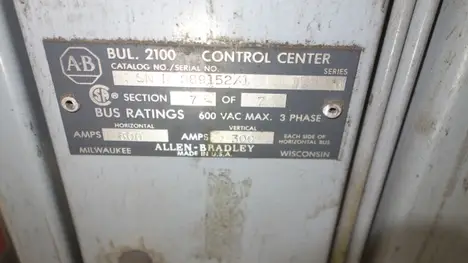 A-B
BUL. 2100 CONTROL CENTER
CATALOG NO./SERIAL NO. SERIES
SECTION 7 OF 7
BUS RATINGS 600 VAC MAX. 3 PHASE
HORIZONTAL VERTICAL
AMPS AMPS 300 EACH SIDE OF HORIZONTAL BUS
MILWAUKEE ALLEN-BRADLEY WISCONSIN
MADE IN U.S.A.